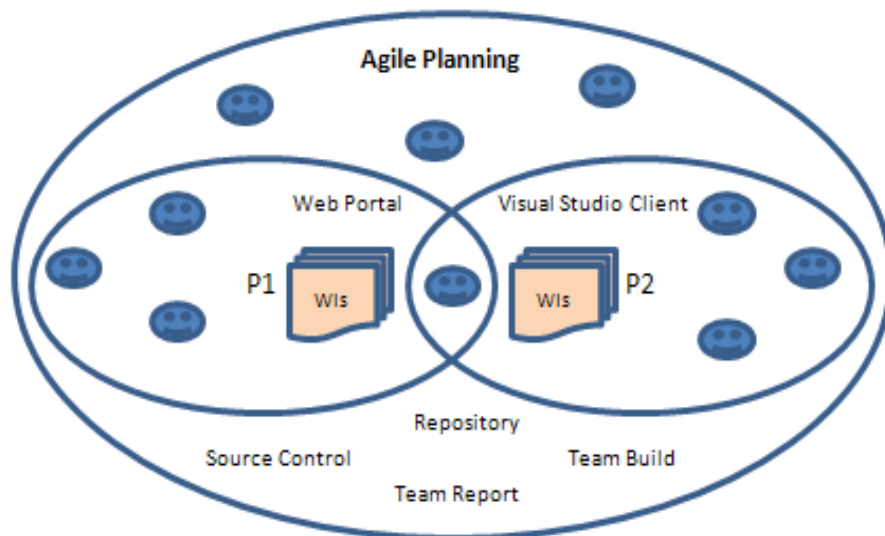 Agile Planning
Web Portal
Visual Studio Client
P1
WIs
WIs
P2
Repository
Source Control
Team Build
Team Report